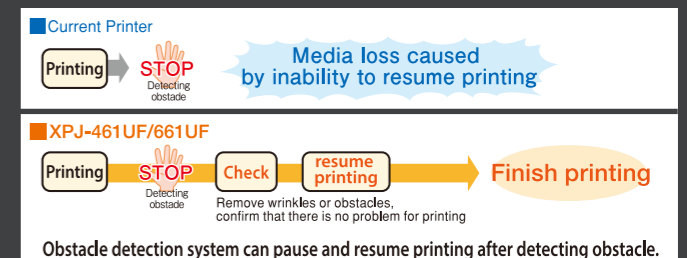 Current Printer
Printing
STOP
Detecting
obstade
Media loss caused
by inability to resume printing
XPJ-461UF/661UF
Printing
STOP
Detecting
obstade
Check
resume
printing
Remove wrinkles or obstacles,
confirm that there is no problem for printing
Finish printing
Obstacle detection system can pause and resume printing after detecting obstacle.